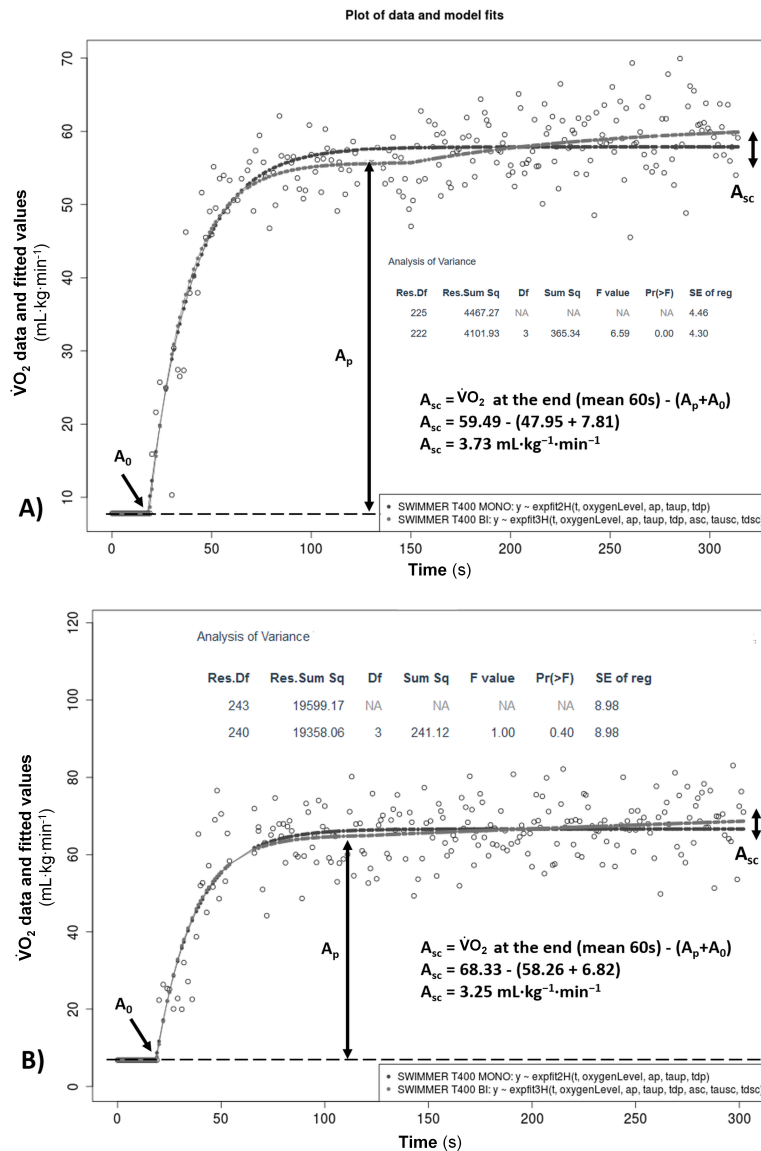 Plot of data and model fits
70
60
50
40
30
20
10
V̇O₂ data and fitted values
(mL·kg·min⁻¹)
A₀
Aₚ
Asc
Analysis of Variance
Res.Df Res.Sum Sq Df Sum Sq F value Pr(>F) SE of reg
225 4467.27 NA NA NA NA 4.46
222 4101.93 3 365.34 6.59 0.00 4.30
Asc = V̇O₂ at the end (mean 60s) - (Aₚ+A₀)
Asc = 59.49 - (47.95 + 7.81)
Asc = 3.73 mL·kg⁻¹·min⁻¹
SWIMMER T400 MONO: y ~ expfit2H(t, oxygenLevel, ap, taup, tdp)
SWIMMER T400 BI: y ~ expfit3H(t, oxygenLevel, ap, taup, tdp, asc, tausc, tdsc)
A)
0 50 100 150 200 250 300
Time (s)
120
100
80
60
40
20
0
V̇O₂ data and fitted values
(mL·kg·min⁻¹)
Analysis of Variance
Res.Df Res.Sum Sq Df Sum Sq F value Pr(>F) SE of reg
243 19599.17 NA NA NA NA 8.98
240 19358.06 3 241.12 1.00 0.40 8.98
Asc
Aₚ
A₀
Asc = V̇O₂ at the end (mean 60s) - (Aₚ+A₀)
Asc = 68.33 - (58.26 + 6.82)
Asc = 3.25 mL·kg⁻¹·min⁻¹
B)
SWIMMER T400 MONO: y ~ expfit2H(t, oxygenLevel, ap, taup, tdp)
SWIMMER T400 BI: y ~ expfit3H(t, oxygenLevel, ap, taup, tdp, asc, tausc, tdsc)
0 50 100 150 200 250 300
Time (s)